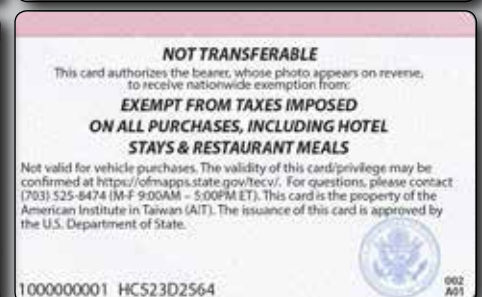 NOT TRANSFERABLE
This card authorizes the bearer, whose photo appears on reverse,
to receive nationwide exemption from:
EXEMPT FROM TAXES IMPOSED
ON ALL PURCHASES, INCLUDING HOTEL
STAYS & RESTAURANT MEALS
Not valid for vehicle purchases. The validity of this card/privilege may be
confirmed at https://ofmapps.state.gov/tecv/. For questions, please contact
(703) 525-8474 (M-F 9:00AM – 5:00PM ET). This card is the property of the
American Institute in Taiwan (AIT). The issuance of this card is approved by
the U.S. Department of State.
1000000001 HCS23D2564
002
A01